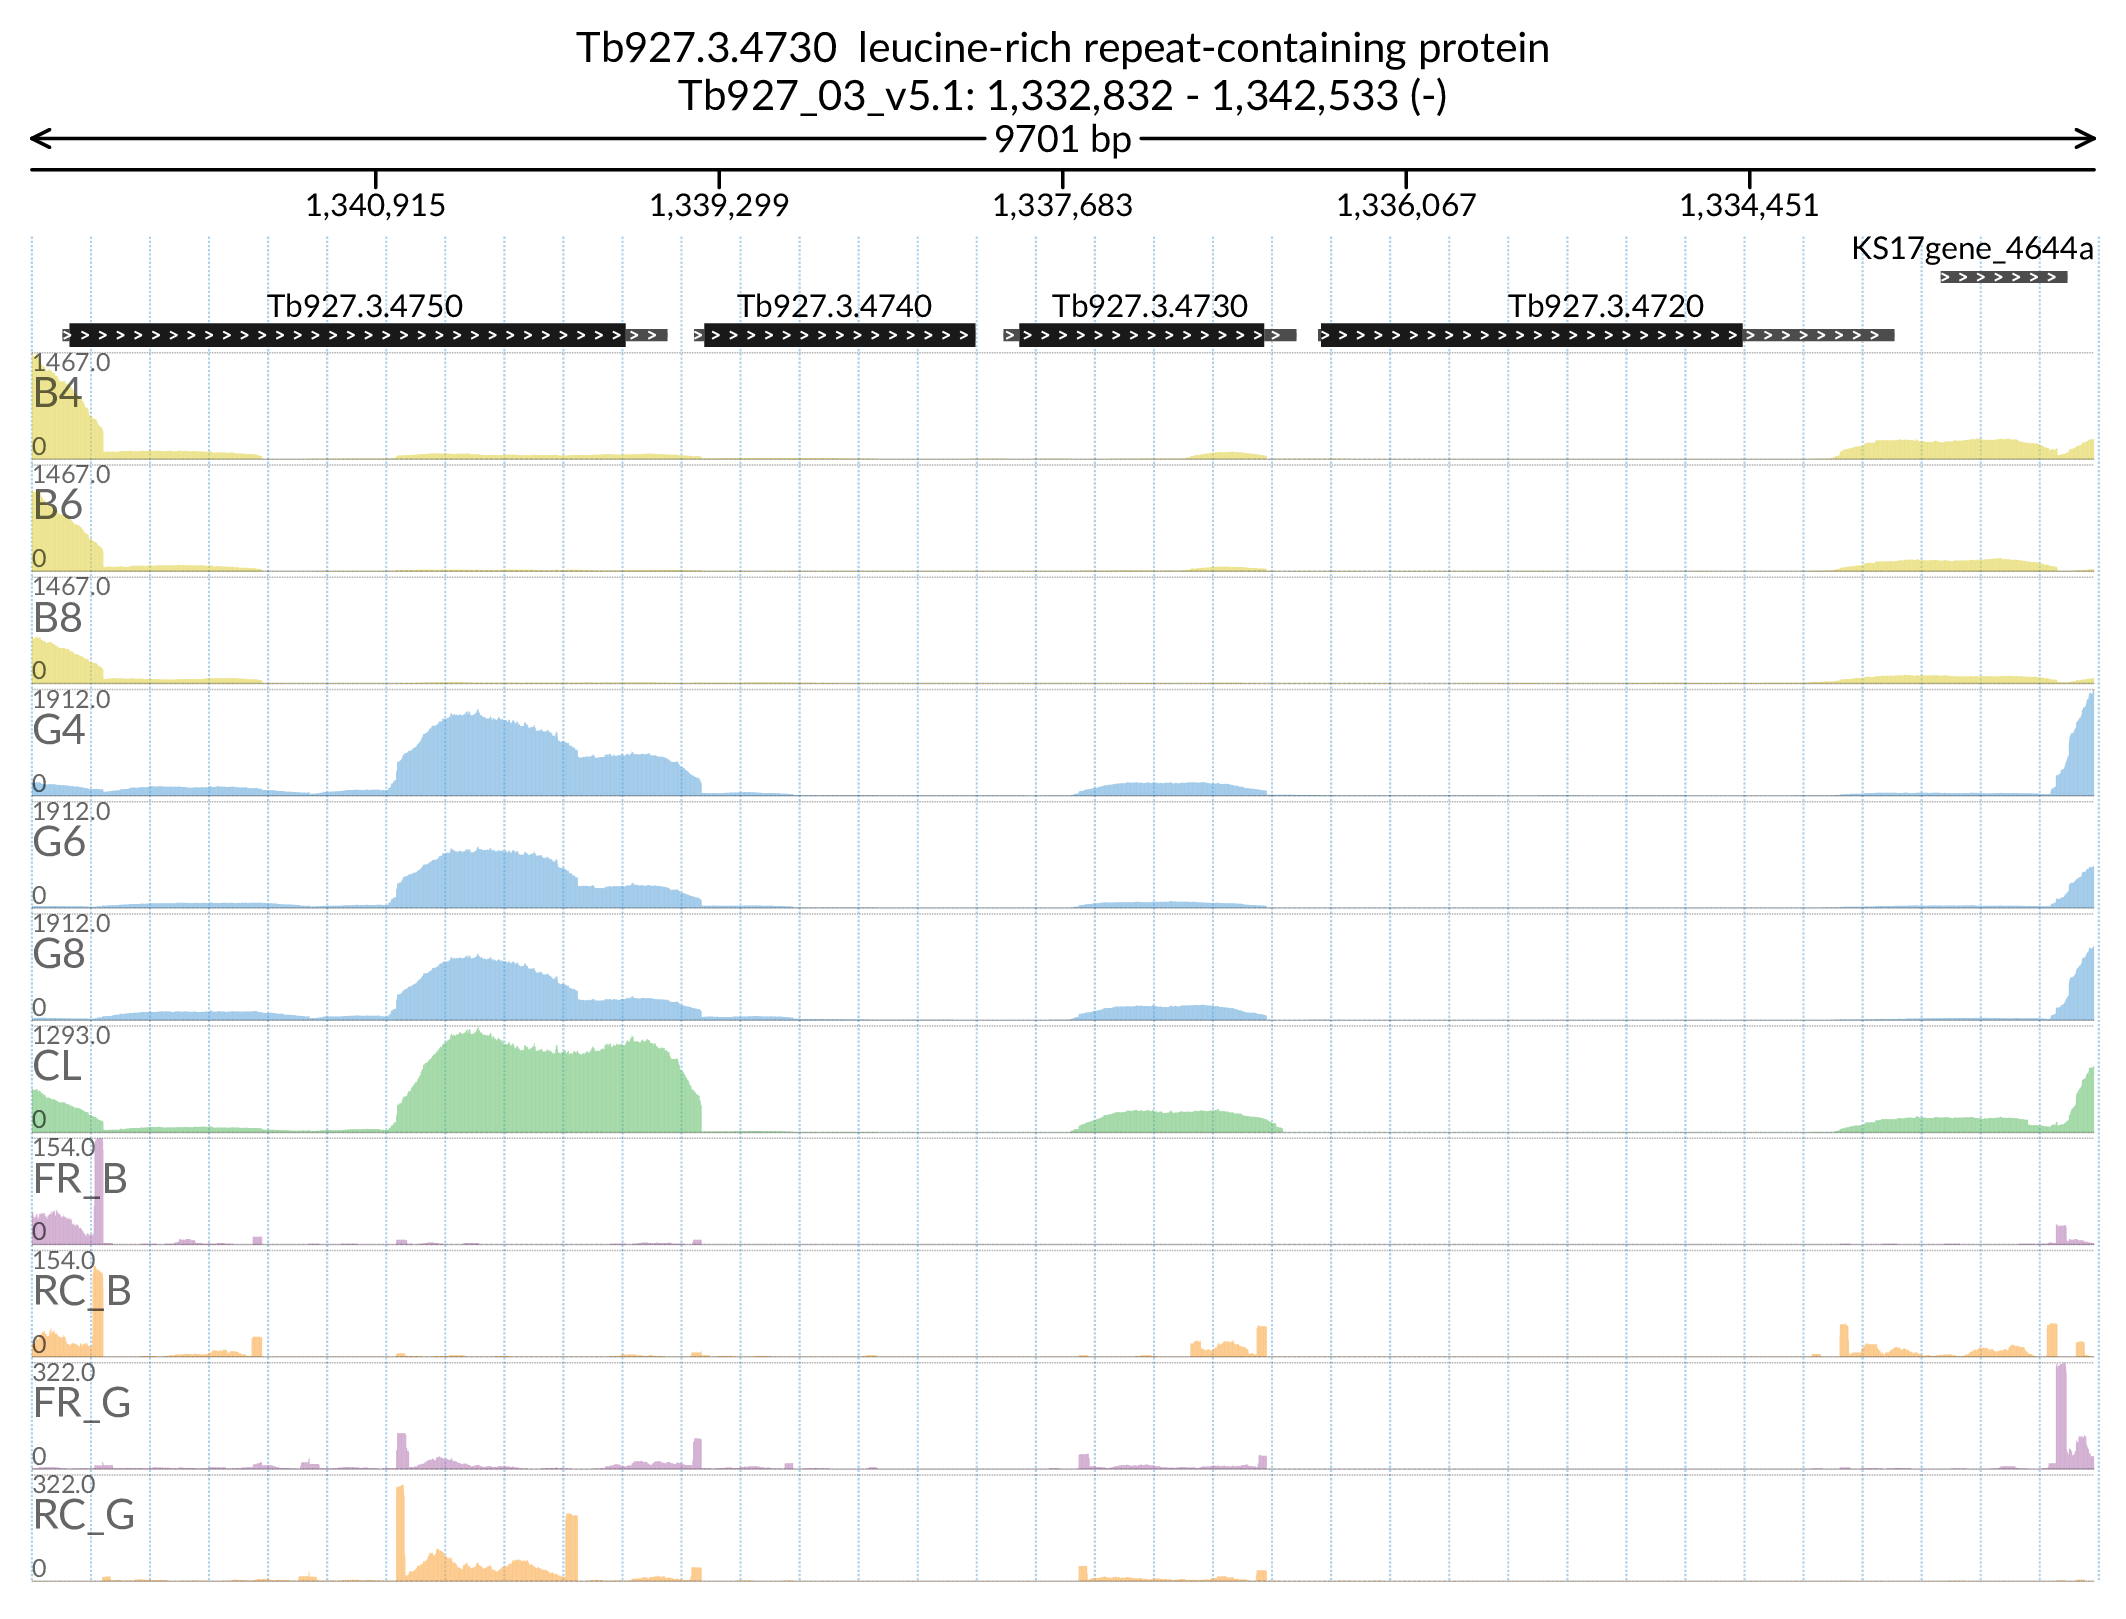 Tb927.3.4730  leucine-rich repeat-containing protein
Tb927_03_v5.1: 1,332,832 - 1,342,533 (-)
9701 bp
1,340,915 1,339,299 1,337,683 1,336,067 1,334,451
KS17gene_4644a
Tb927.3.4750 Tb927.3.4740 Tb927.3.4730 Tb927.3.4720
1467.0
B4
0
1467.0
B6
0
1467.0
B8
0
1912.0
G4
0
1912.0
G6
0
1912.0
G8
0
1293.0
CL
0
154.0
FR_B
0
154.0
RC_B
0
322.0
FR_G
0
322.0
RC_G
0